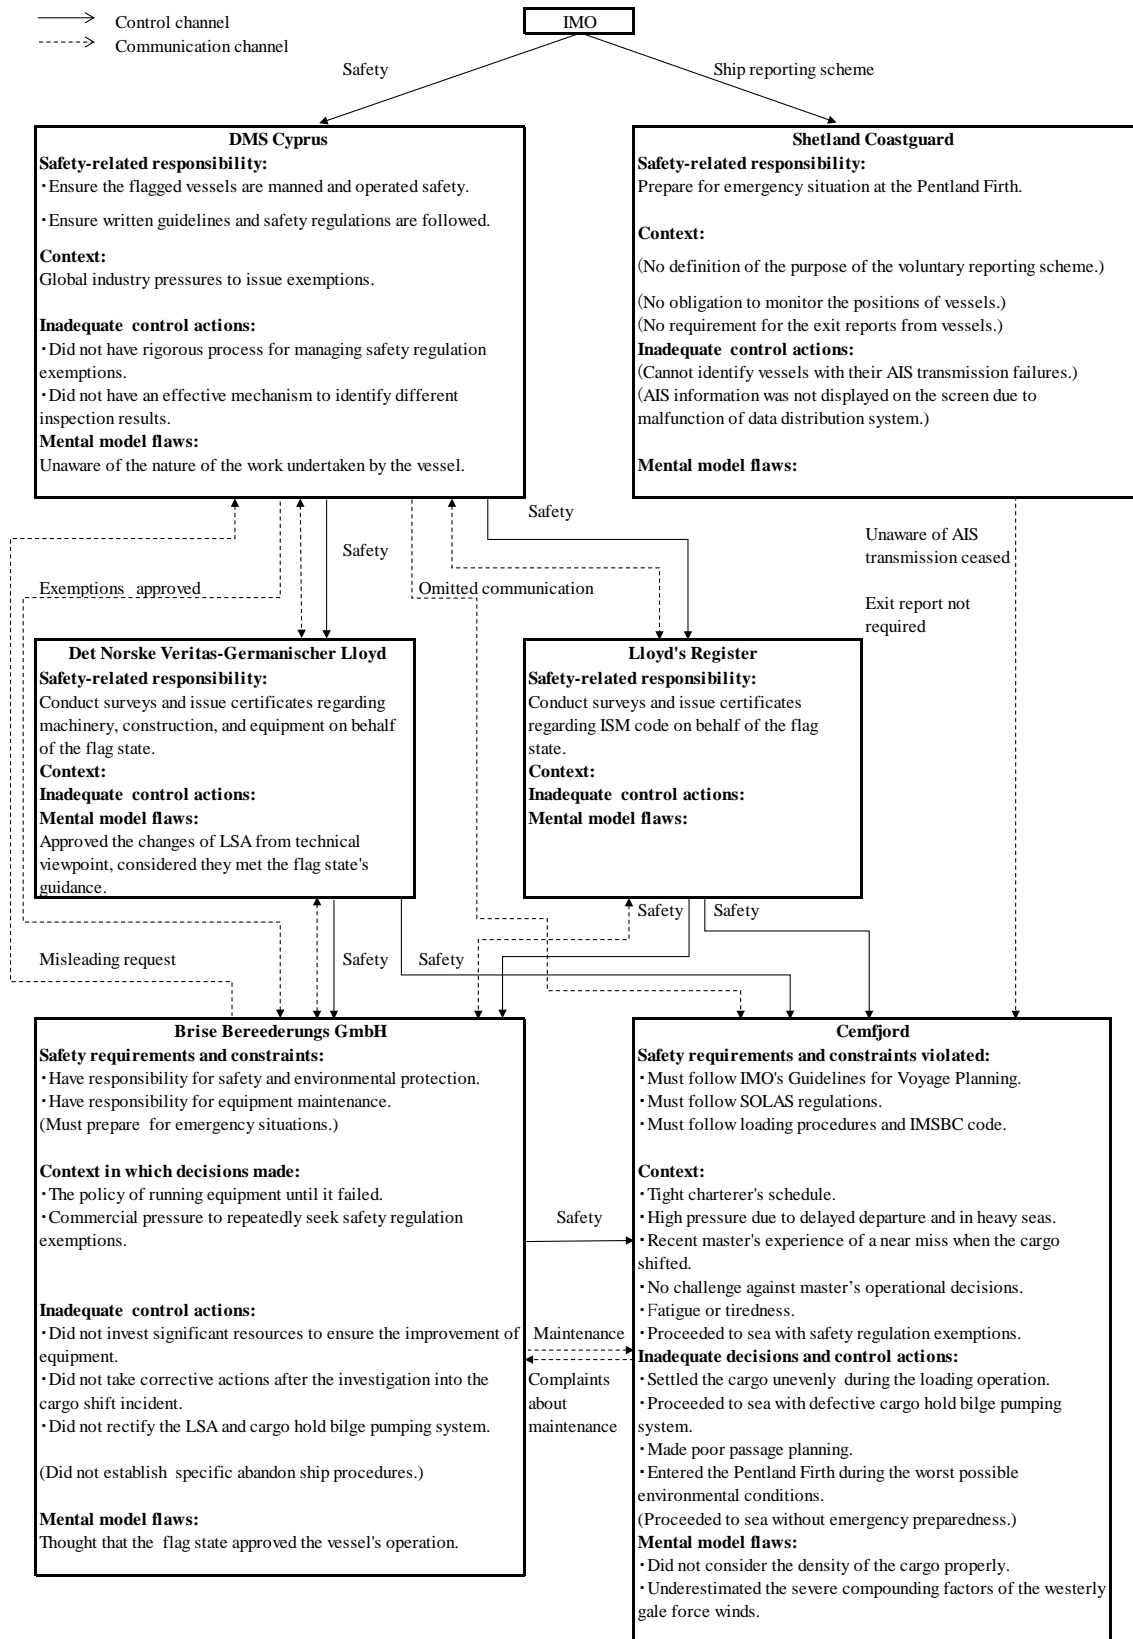 Control channel
Communication channel
IMO
Safety
Ship reporting scheme
DMS Cyprus
Safety-related responsibility:
・Ensure the flagged vessels are manned and operated safety.
・Ensure written guidelines and safety regulations are followed.
Context:
Global industry pressures to issue exemptions.
Inadequate control actions:
・Did not have rigorous process for managing safety regulation
exemptions.
・Did not have an effective mechanism to identify different
inspection results.
Mental model flaws:
Unaware of the nature of the work undertaken by the vessel.
Shetland Coastguard
Safety-related responsibility:
Prepare for emergency situation at the Pentland Firth.
Context:
(No definition of the purpose of the voluntary reporting scheme.)
(No obligation to monitor the positions of vessels.)
(No requirement for the exit reports from vessels.)
Inadequate control actions:
(Cannot identify vessels with their AIS transmission failures.)
(AIS information was not displayed on the screen due to
malfunction of data distribution system.)
Mental model flaws:
Safety
Safety
Exemptions approved
Omitted communication
Unaware of AIS
transmission ceased
Exit report not
required
Det Norske Veritas-Germanischer Lloyd
Safety-related responsibility:
Conduct surveys and issue certificates regarding
machinery, construction, and equipment on behalf
of the flag state.
Context:
Inadequate control actions:
Mental model flaws:
Approved the changes of LSA from technical
viewpoint, considered they met the flag state's
guidance.
Lloyd's Register
Safety-related responsibility:
Conduct surveys and issue certificates
regarding ISM code on behalf of the flag
state.
Context:
Inadequate control actions:
Mental model flaws:
Safety
Safety
Misleading request
Safety
Safety
Brise Bereederungs GmbH
Safety requirements and constraints:
・Have responsibility for safety and environmental protection.
・Have responsibility for equipment maintenance.
(Must prepare for emergency situations.)
Context in which decisions made:
・The policy of running equipment until it failed.
・Commercial pressure to repeatedly seek safety regulation
exemptions.
Inadequate control actions:
・Did not invest significant resources to ensure the improvement of
equipment.
・Did not take corrective actions after the investigation into the
cargo shift incident.
・Did not rectify the LSA and cargo hold bilge pumping system.
(Did not establish specific abandon ship procedures.)
Mental model flaws:
Thought that the flag state approved the vessel's operation.
Safety
Maintenance
Complaints
about
maintenance
Cemfjord
Safety requirements and constraints violated:
・Must follow IMO's Guidelines for Voyage Planning.
・Must follow SOLAS regulations.
・Must follow loading procedures and IMSBC code.
Context:
・Tight charterer's schedule.
・High pressure due to delayed departure and in heavy seas.
・Recent master's experience of a near miss when the cargo
shifted.
・No challenge against master's operational decisions.
・Fatigue or tiredness.
・Proceeded to sea with safety regulation exemptions.
Inadequate decisions and control actions:
・Settled the cargo unevenly during the loading operation.
・Proceeded to sea with defective cargo hold bilge pumping
system.
・Made poor passage planning.
・Entered the Pentland Firth during the worst possible
environmental conditions.
(Proceeded to sea without emergency preparedness.)
Mental model flaws:
・Did not consider the density of the cargo properly.
・Underestimated the severe compounding factors of the westerly
gale force winds.